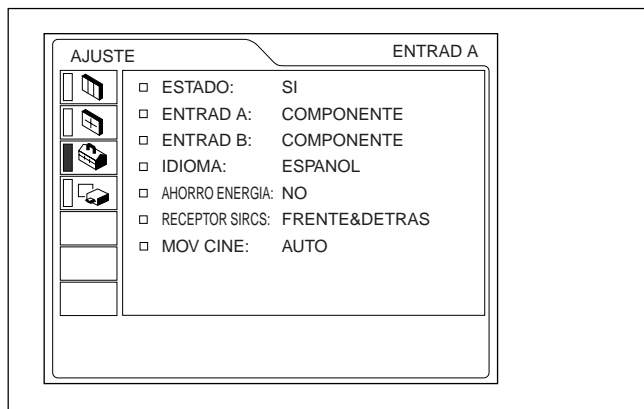 AJUSTE ENTRAD A
ESTADO: SI
ENTRAD A: COMPONENTE
ENTRAD B: COMPONENTE
IDIOMA: ESPANOL
AHORRO ENERGIA: NO
RECEPTOR SIRCS: FRENTE&DETRAS
MOV CINE: AUTO